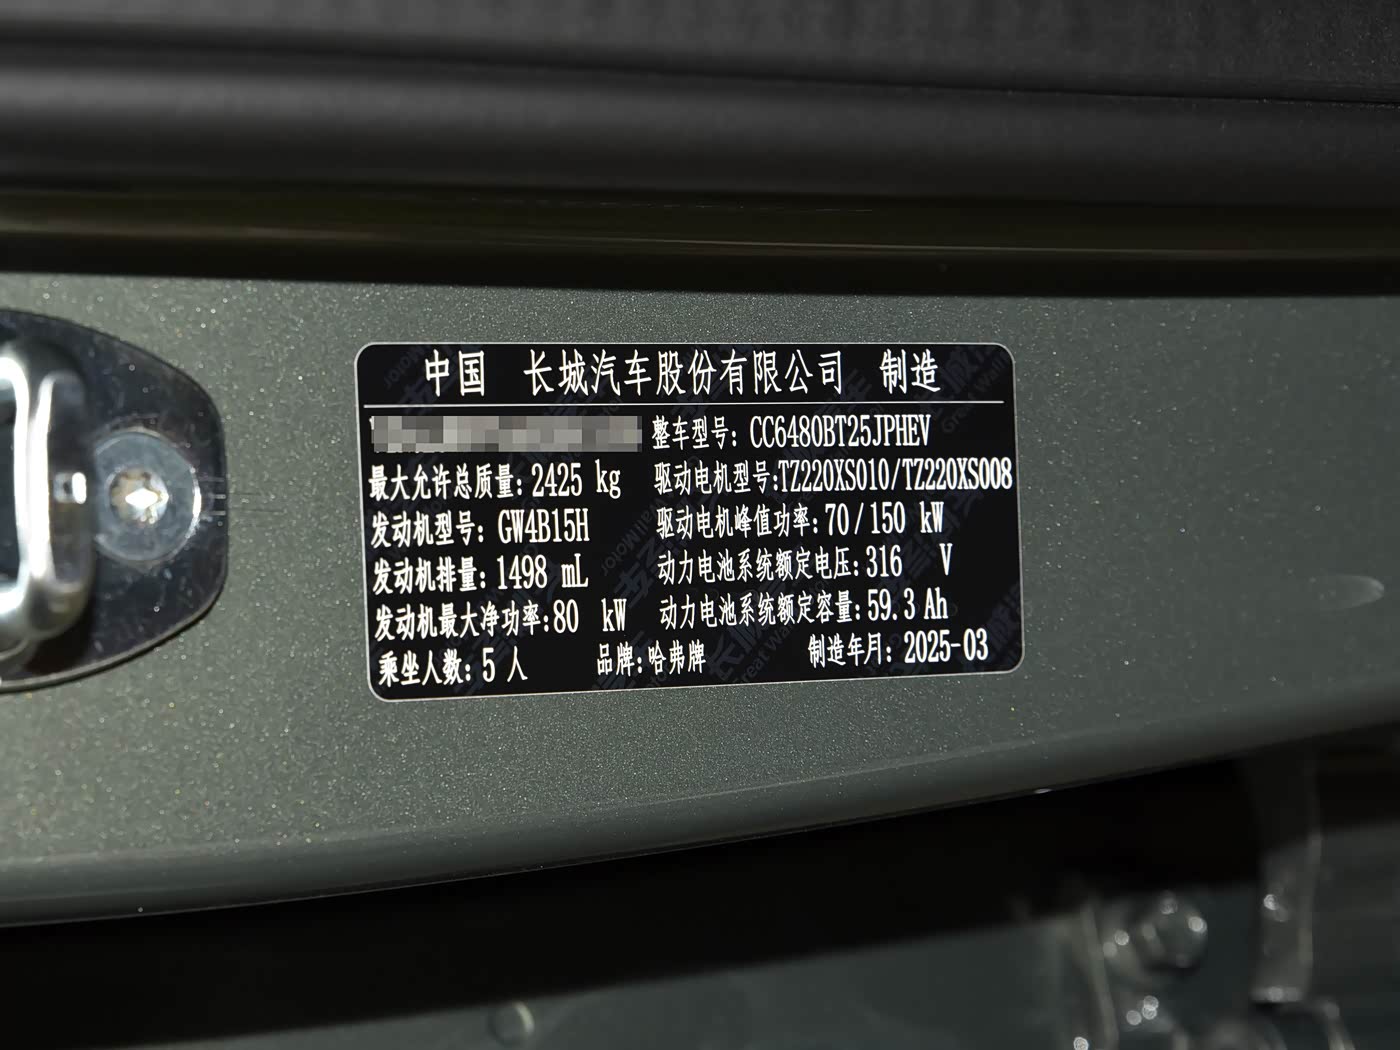 中国 长城汽车股份有限公司 制造
整车型号: CC6480BT25JPHEV
最大允许总质量: 2425 kg 驱动电机型号:TZ220XS010/TZ220XS008
发动机型号: GW4B15H 驱动电机峰值功率: 70/150 kW
发动机排量: 1498 mL 动力电池系统额定电压: 316 V
发动机最大净功率:80 kW 动力电池系统额定容量: 59.3 Ah
乘坐人数: 5 人 品牌: 哈弗牌 制造年月: 2025-03